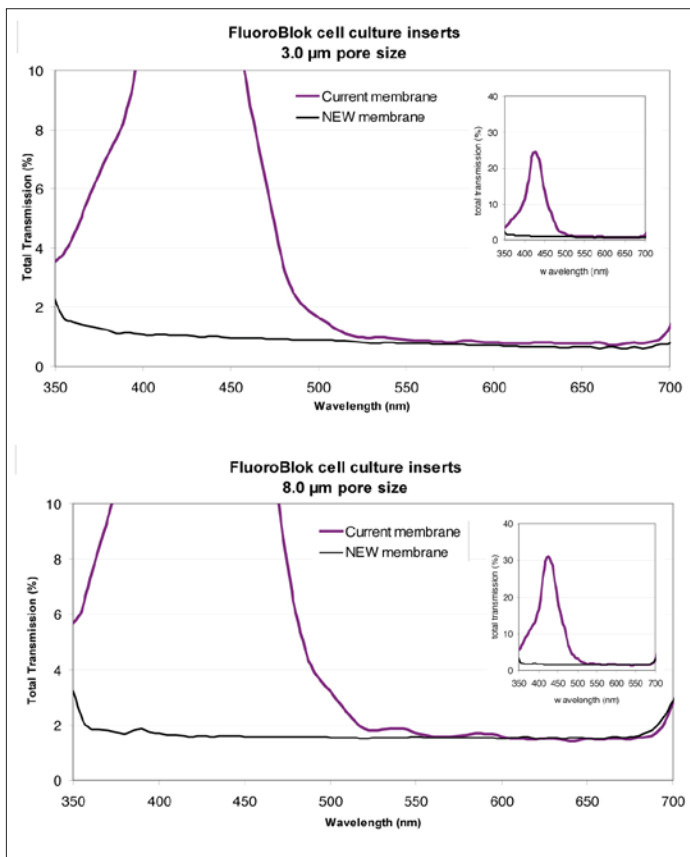 FluoroBlok cell culture inserts
3.0 µm pore size
Total Transmission (%)
10
8
6
4
2
0
350 400 450 500 550 600 650 700
Wavelength (nm)
Current membrane
NEW membrane
total transmission (%)
40
30
20
10
0
350 400 450 500 550 600 650 700
wavelength (nm)
FluoroBlok cell culture inserts
8.0 µm pore size
Total Transmission (%)
10
8
6
4
2
0
350 400 450 500 550 600 650 700
Wavelength (nm)
Current membrane
NEW membrane
total transmission (%)
40
30
20
10
0
350 400 450 500 550 600 650 700
wavelength (nm)